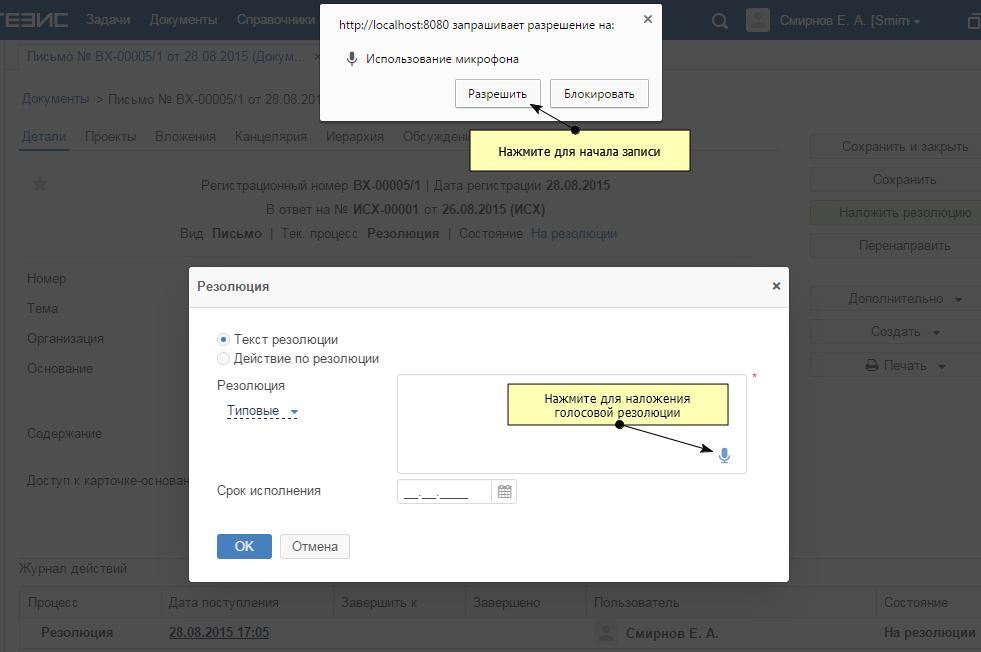 ТЕЗИС Задачи Документы Справочники
Смирнов Е. А. [Smirn
http://localhost:8080 запрашивает разрешение на:
Использование микрофона
Разрешить Блокировать
Нажмите для начала записи
Письмо № ВХ-00005/1 от 28.08.2015 (Докум...
Документы > Письмо № ВХ-00005/1 от 28.08.201
Детали Проекты Вложения Канцелярия Иерархия Обсуждени
Сохранить и закрыть
Сохранить
Наложить резолюцию
Перенаправить
Дополнительно
Создать
Печать
Регистрационный номер ВХ-00005/1 | Дата регистрации 28.08.2015
В ответ на № ИСХ-00001 от 26.08.2015 (ИСХ)
Вид Письмо | Тек. процесс Резолюция | Состояние На резолюции
Номер
Тема
Организация
Основание
Содержание
Доступ к карточке-основан
Резолюция
Текст резолюции
Действие по резолюции
Резолюция
Типовые
*
Нажмите для наложения
голосовой резолюции
Срок исполнения
__.__.____
OK Отмена
Журнал действий
Процесс Дата поступления Завершить к Завершено Пользователь Состояние
Резолюция 28.08.2015 17:05 Смирнов Е. А. На резолюции